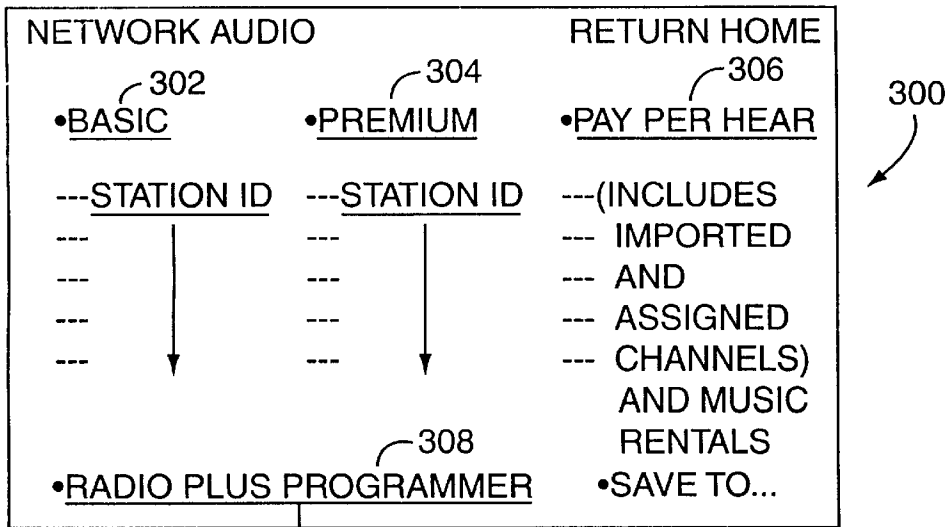 NETWORK AUDIO RETURN HOME
302 304 306
•BASIC •PREMIUM •PAY PER HEAR
300
---STATION ID ---STATION ID ---(INCLUDES
--- --- --- IMPORTED
--- --- --- AND
--- --- --- ASSIGNED
--- --- --- CHANNELS)
AND MUSIC
RENTALS
308
•RADIO PLUS PROGRAMMER •SAVE TO...